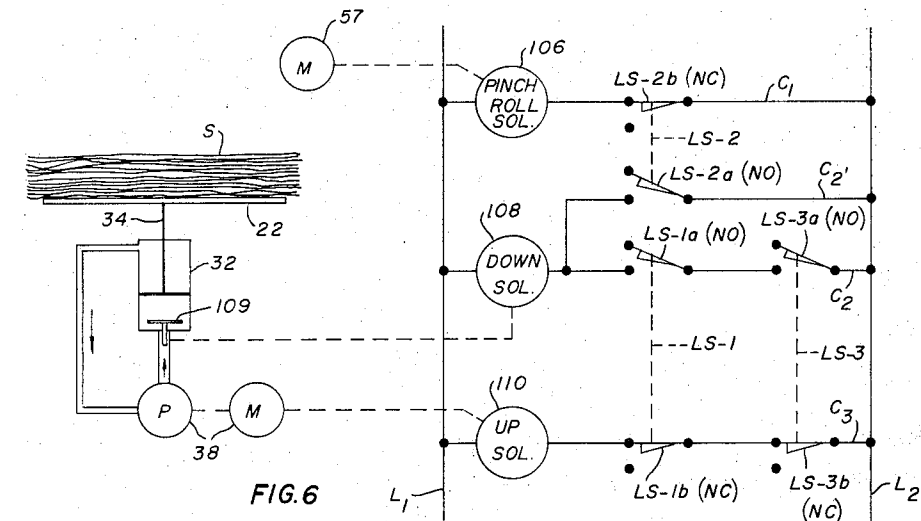 57
M
106
PINCH
ROLL
SOL.
LS-2b (NC)
C1
LS-2
S
LS-2a (NO)
C2'
34
22
108
LS-1a (NO)
LS-3a (NO)
32
DOWN
SOL.
C2
109
LS-1
LS-3
110
P
M
UP
SOL.
C3
38
LS-1b (NC)
LS-3b
(NC)
L1
L2
FIG.6